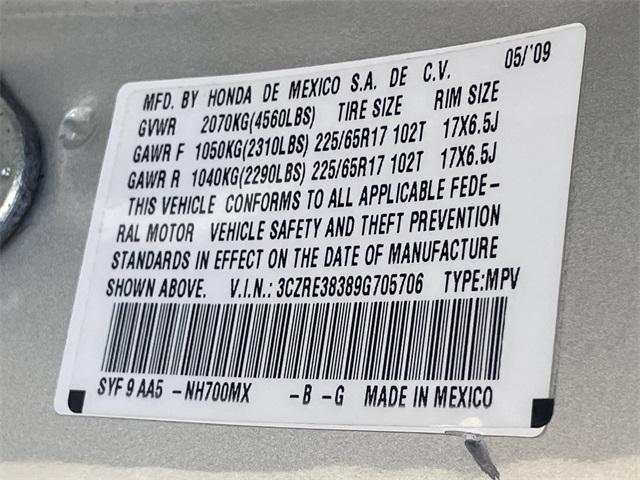 MFD. BY HONDA DE MEXICO S.A. DE C.V. 05/'09
GVWR 2070KG(4560LBS) TIRE SIZE RIM SIZE
GAWR F 1050KG(2310LBS) 225/65R17 102T 17X6.5J
GAWR R 1040KG(2290LBS) 225/65R17 102T 17X6.5J
THIS VEHICLE CONFORMS TO ALL APPLICABLE FEDE-
RAL MOTOR VEHICLE SAFETY AND THEFT PREVENTION
STANDARDS IN EFFECT ON THE DATE OF MANUFACTURE
SHOWN ABOVE. V.I.N.: 3CZRE38389G705706 TYPE:MPV
SYF 9 AA5 -NH700MX -B -G MADE IN MEXICO